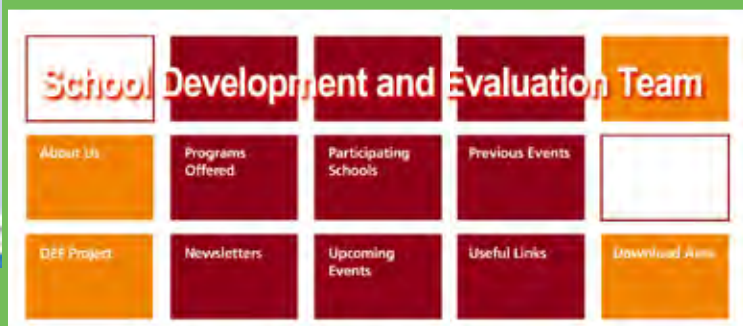 School Development and Evaluation Team
About Us
Programs
Offered
Participating
Schools
Previous Events
QEF Project
Newsletters
Upcoming
Events
Useful Links
Download Area